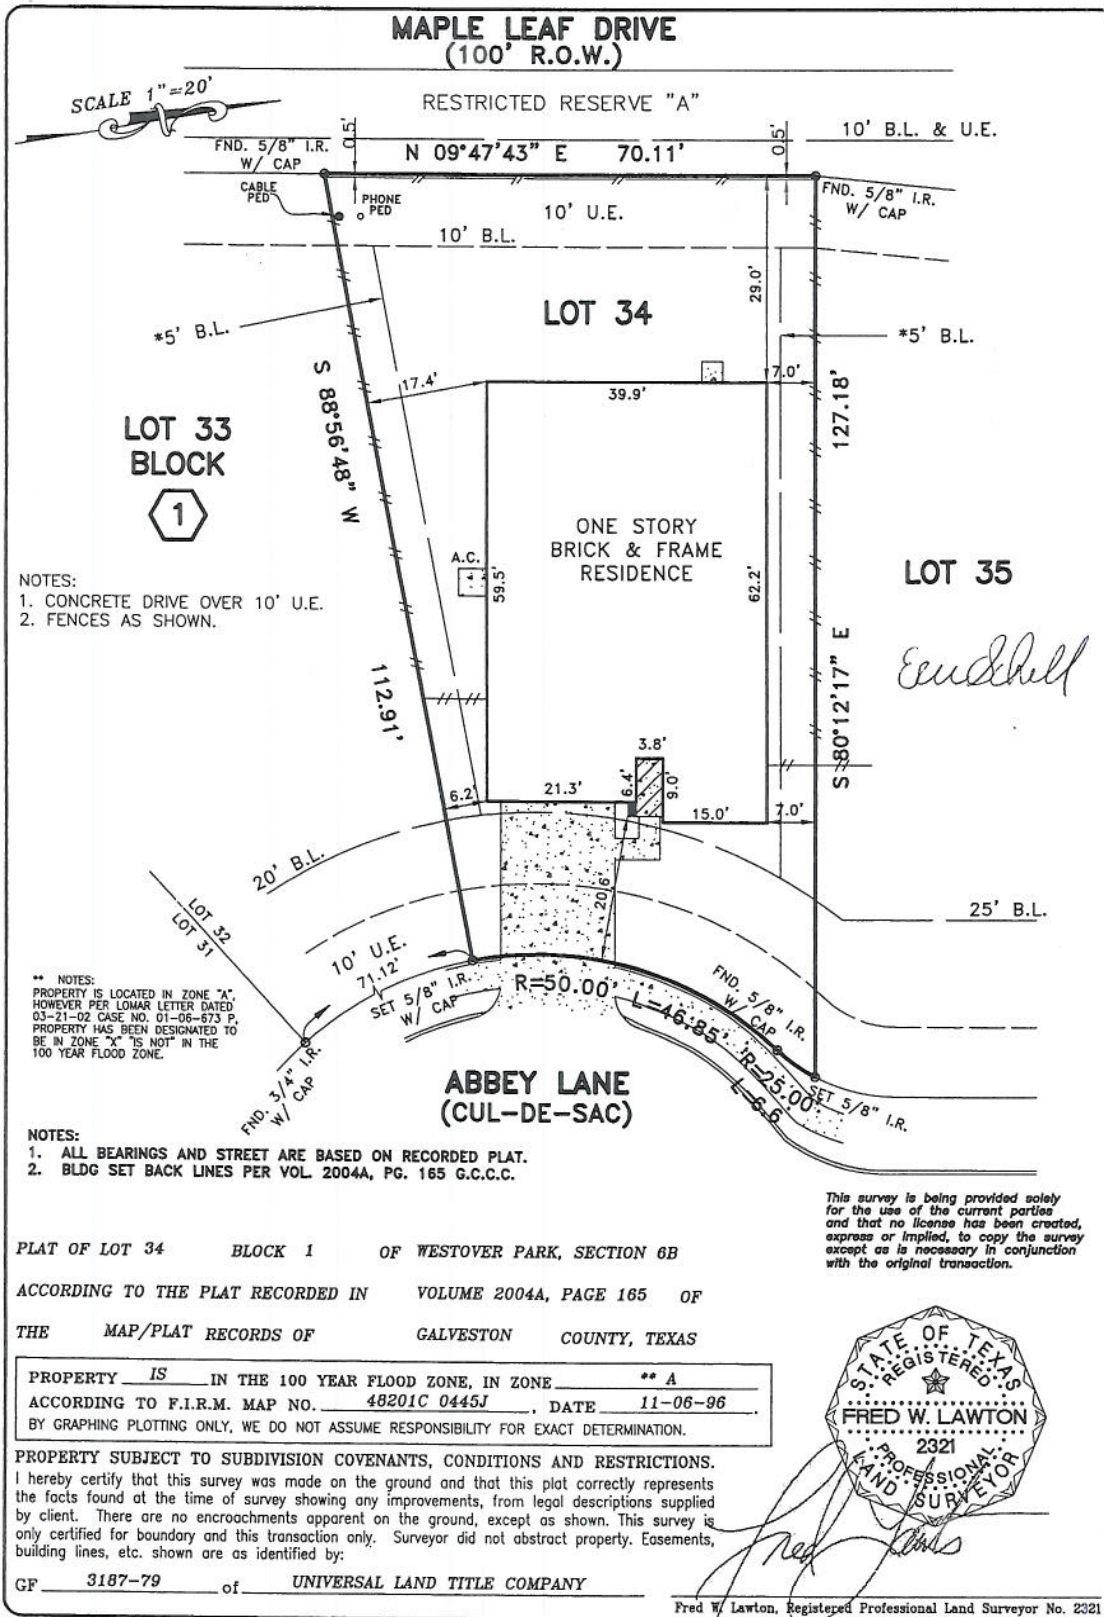 MAPLE LEAF DRIVE
(100' R.O.W.)
SCALE 1"=20'
RESTRICTED RESERVE "A"
FND. 5/8" I.R.
W/ CAP
0.5'
N 09°47'43" E 70.11'
0.5'
10' B.L. & U.E.
CABLE
PED
PHONE
PED
10' U.E.
FND. 5/8" I.R.
W/ CAP
10' B.L.
29.0'
LOT 34
*5' B.L.
*5' B.L.
17.4'
39.9'
7.0'
S 88°56'48" W
127.18'
LOT 33
BLOCK
1
ONE STORY
BRICK & FRAME
RESIDENCE
A.C.
59.5'
62.2'
LOT 35
NOTES:
1. CONCRETE DRIVE OVER 10' U.E.
2. FENCES AS SHOWN.
112.91'
S 80°12'17" E
3.8'
6.4'
9.0'
6.2'
21.3'
15.0'
7.0'
20' B.L.
20.6'
25' B.L.
LOT 32
LOT 31
10' U.E.
71.12'
SET 5/8" I.R.
W/ CAP
R=50.00' L=46.85'
FND. 5/8" I.R.
W/ CAP
R=25.00'
L=6.6
SET 5/8" I.R.
** NOTES:
PROPERTY IS LOCATED IN ZONE "A",
HOWEVER PER LOMAR LETTER DATED
03-21-02 CASE NO. 01-06-673 P,
PROPERTY HAS BEEN DESIGNATED TO
BE IN ZONE "X" "IS NOT" IN THE
100 YEAR FLOOD ZONE.
FND. 3/4" I.R.
W/ CAP
ABBEY LANE
(CUL-DE-SAC)
NOTES:
1. ALL BEARINGS AND STREET ARE BASED ON RECORDED PLAT.
2. BLDG SET BACK LINES PER VOL. 2004A, PG. 165 G.C.C.C.
This survey is being provided solely
for the use of the current parties
and that no license has been created,
express or implied, to copy the survey
except as is necessary in conjunction
with the original transaction.
PLAT OF LOT 34 BLOCK 1 OF WESTOVER PARK, SECTION 6B
ACCORDING TO THE PLAT RECORDED IN VOLUME 2004A, PAGE 165 OF
THE MAP/PLAT RECORDS OF GALVESTON COUNTY, TEXAS
PROPERTY IS IN THE 100 YEAR FLOOD ZONE, IN ZONE ** A
ACCORDING TO F.I.R.M. MAP NO. 48201C 0445J, DATE 11-06-96.
BY GRAPHING PLOTTING ONLY, WE DO NOT ASSUME RESPONSIBILITY FOR EXACT DETERMINATION.
PROPERTY SUBJECT TO SUBDIVISION COVENANTS, CONDITIONS AND RESTRICTIONS.
I hereby certify that this survey was made on the ground and that this plat correctly represents
the facts found at the time of survey showing any improvements, from legal descriptions supplied
by client. There are no encroachments apparent on the ground, except as shown. This survey is
only certified for boundary and this transaction only. Surveyor did not abstract property. Easements,
building lines, etc. shown are as identified by:
GF 3187-79 of UNIVERSAL LAND TITLE COMPANY
STATE OF TEXAS
REGISTERED
FRED W. LAWTON
2321
PROFESSIONAL
LAND SURVEYOR
Fred W. Lawton, Registered Professional Land Surveyor No. 2321